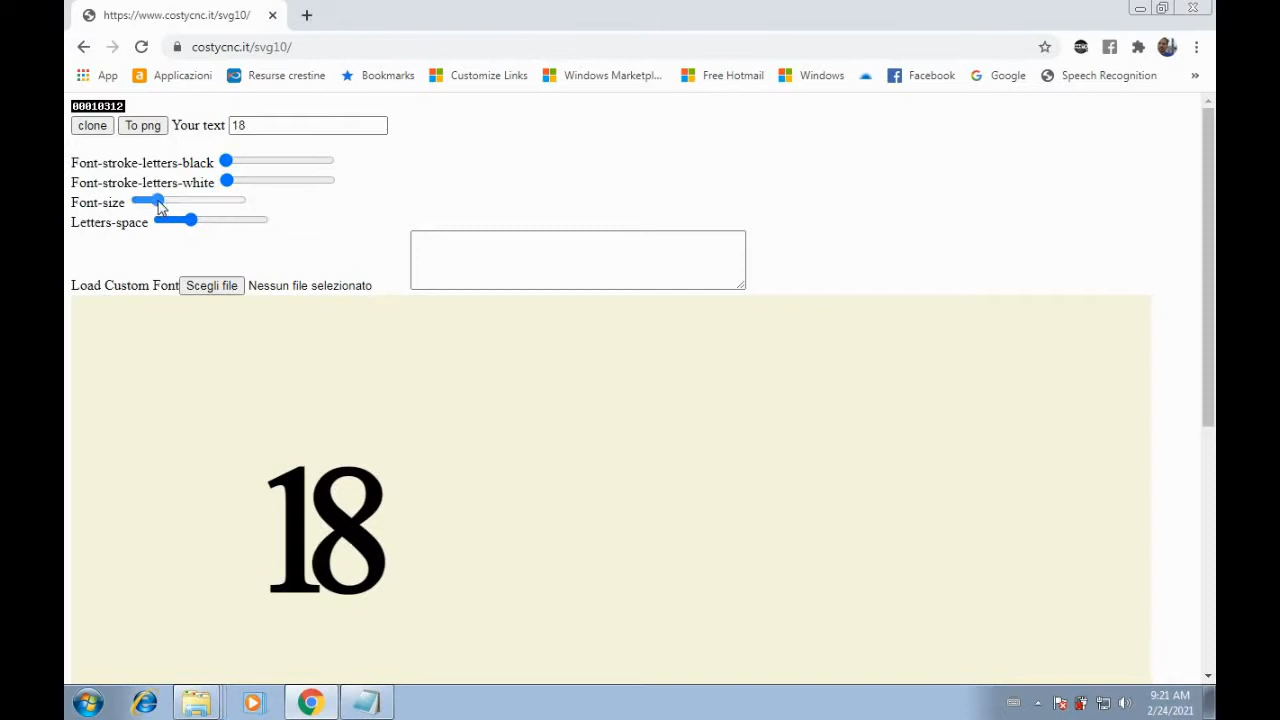 https://www.costycnc.it/svg10/
costycnc.it/svg10/
App Applicazioni Resurse crestine Bookmarks Customize Links Windows Marketpl... Free Hotmail Windows Facebook Google Speech Recognition »
00010312
clone To png Your text 18
Font-stroke-letters-black
Font-stroke-letters-white
Font-size
Letters-space
Load Custom Font Scegli file Nessun file selezionato
18
9:21 AM
2/24/2021